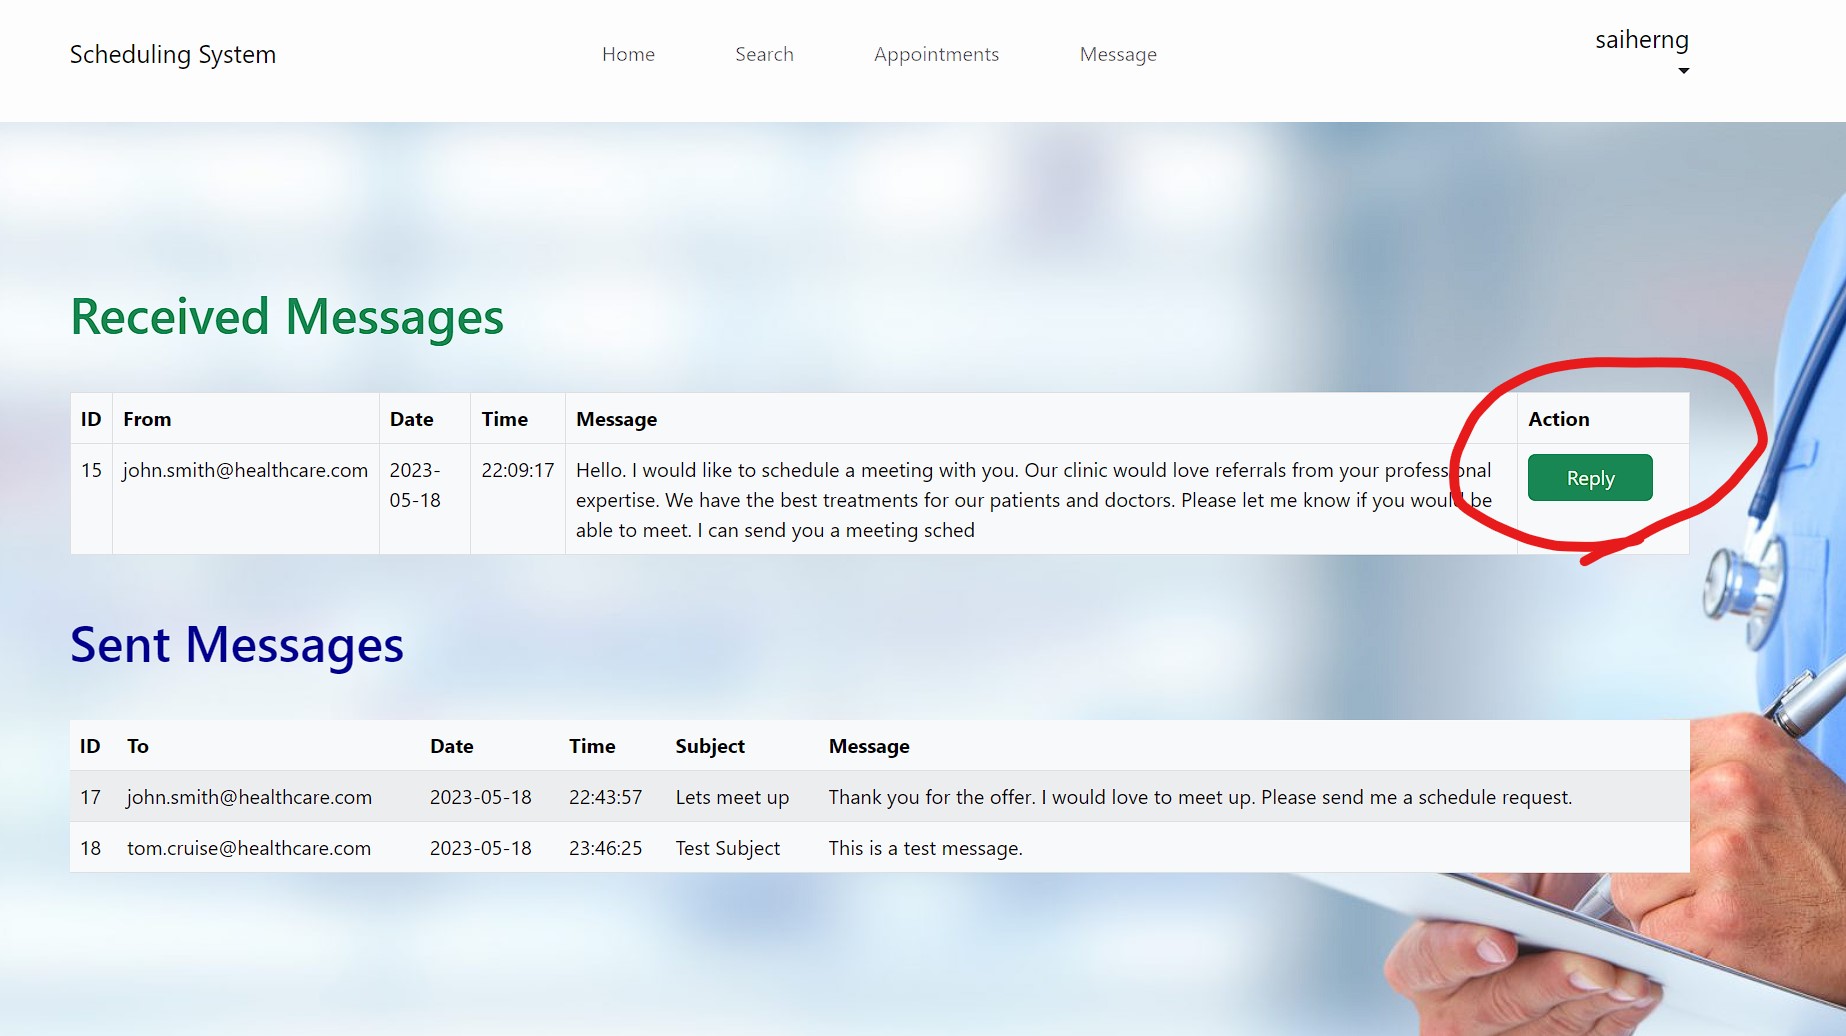 Scheduling System Home Search Appointments Message saiherng
Received Messages
ID From Date Time Message Action
15 john.smith@healthcare.com 2023- 22:09:17 Hello. I would like to schedule a meeting with you. Our clinic would love referrals from your professional Reply
05-18 expertise. We have the best treatments for our patients and doctors. Please let me know if you would be
able to meet. I can send you a meeting sched
Sent Messages
ID To Date Time Subject Message
17 john.smith@healthcare.com 2023-05-18 22:43:57 Lets meet up Thank you for the offer. I would love to meet up. Please send me a schedule request.
18 tom.cruise@healthcare.com 2023-05-18 23:46:25 Test Subject This is a test message.